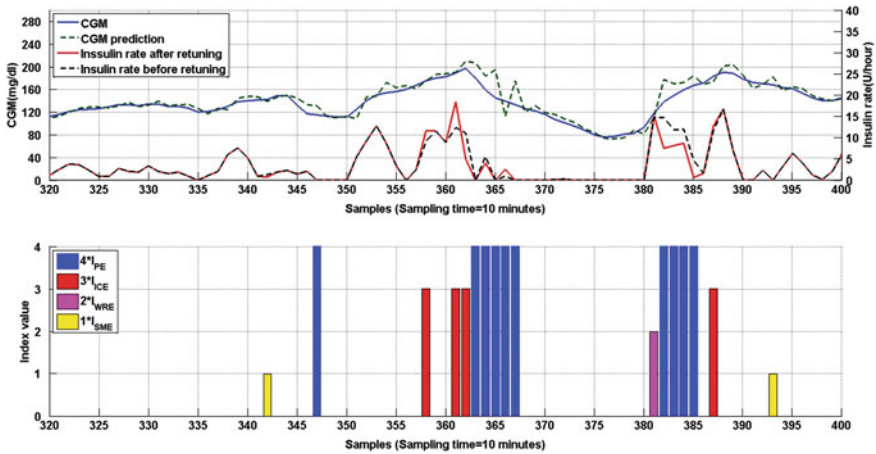 CGM
CGM prediction
Inssulin rate after retuning
Insulin rate before retuning
280
240
200
160
120
80
40
0
CGM(mg/dl)
40
35
30
25
20
15
10
5
0
Insulin rate(U/hour)
320 325 330 335 340 345 350 355 360 365 370 375 380 385 390 395 400
Samples (Sampling time=10 minutes)
4*I_PE
3*I_ICE
2*I_WRE
1*I_SME
4
3
2
1
0
Index value
320 325 330 335 340 345 350 355 360 365 370 375 380 385 390 395 400
Samples (Sampling time=10 minutes)